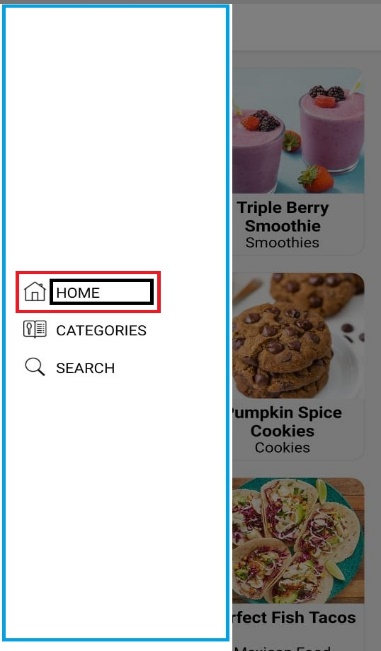 HOME
CATEGORIES
SEARCH
Triple Berry
Smoothie
Smoothies
Pumpkin Spice
Cookies
Cookies
rfect Fish Tacos
Mexican Food